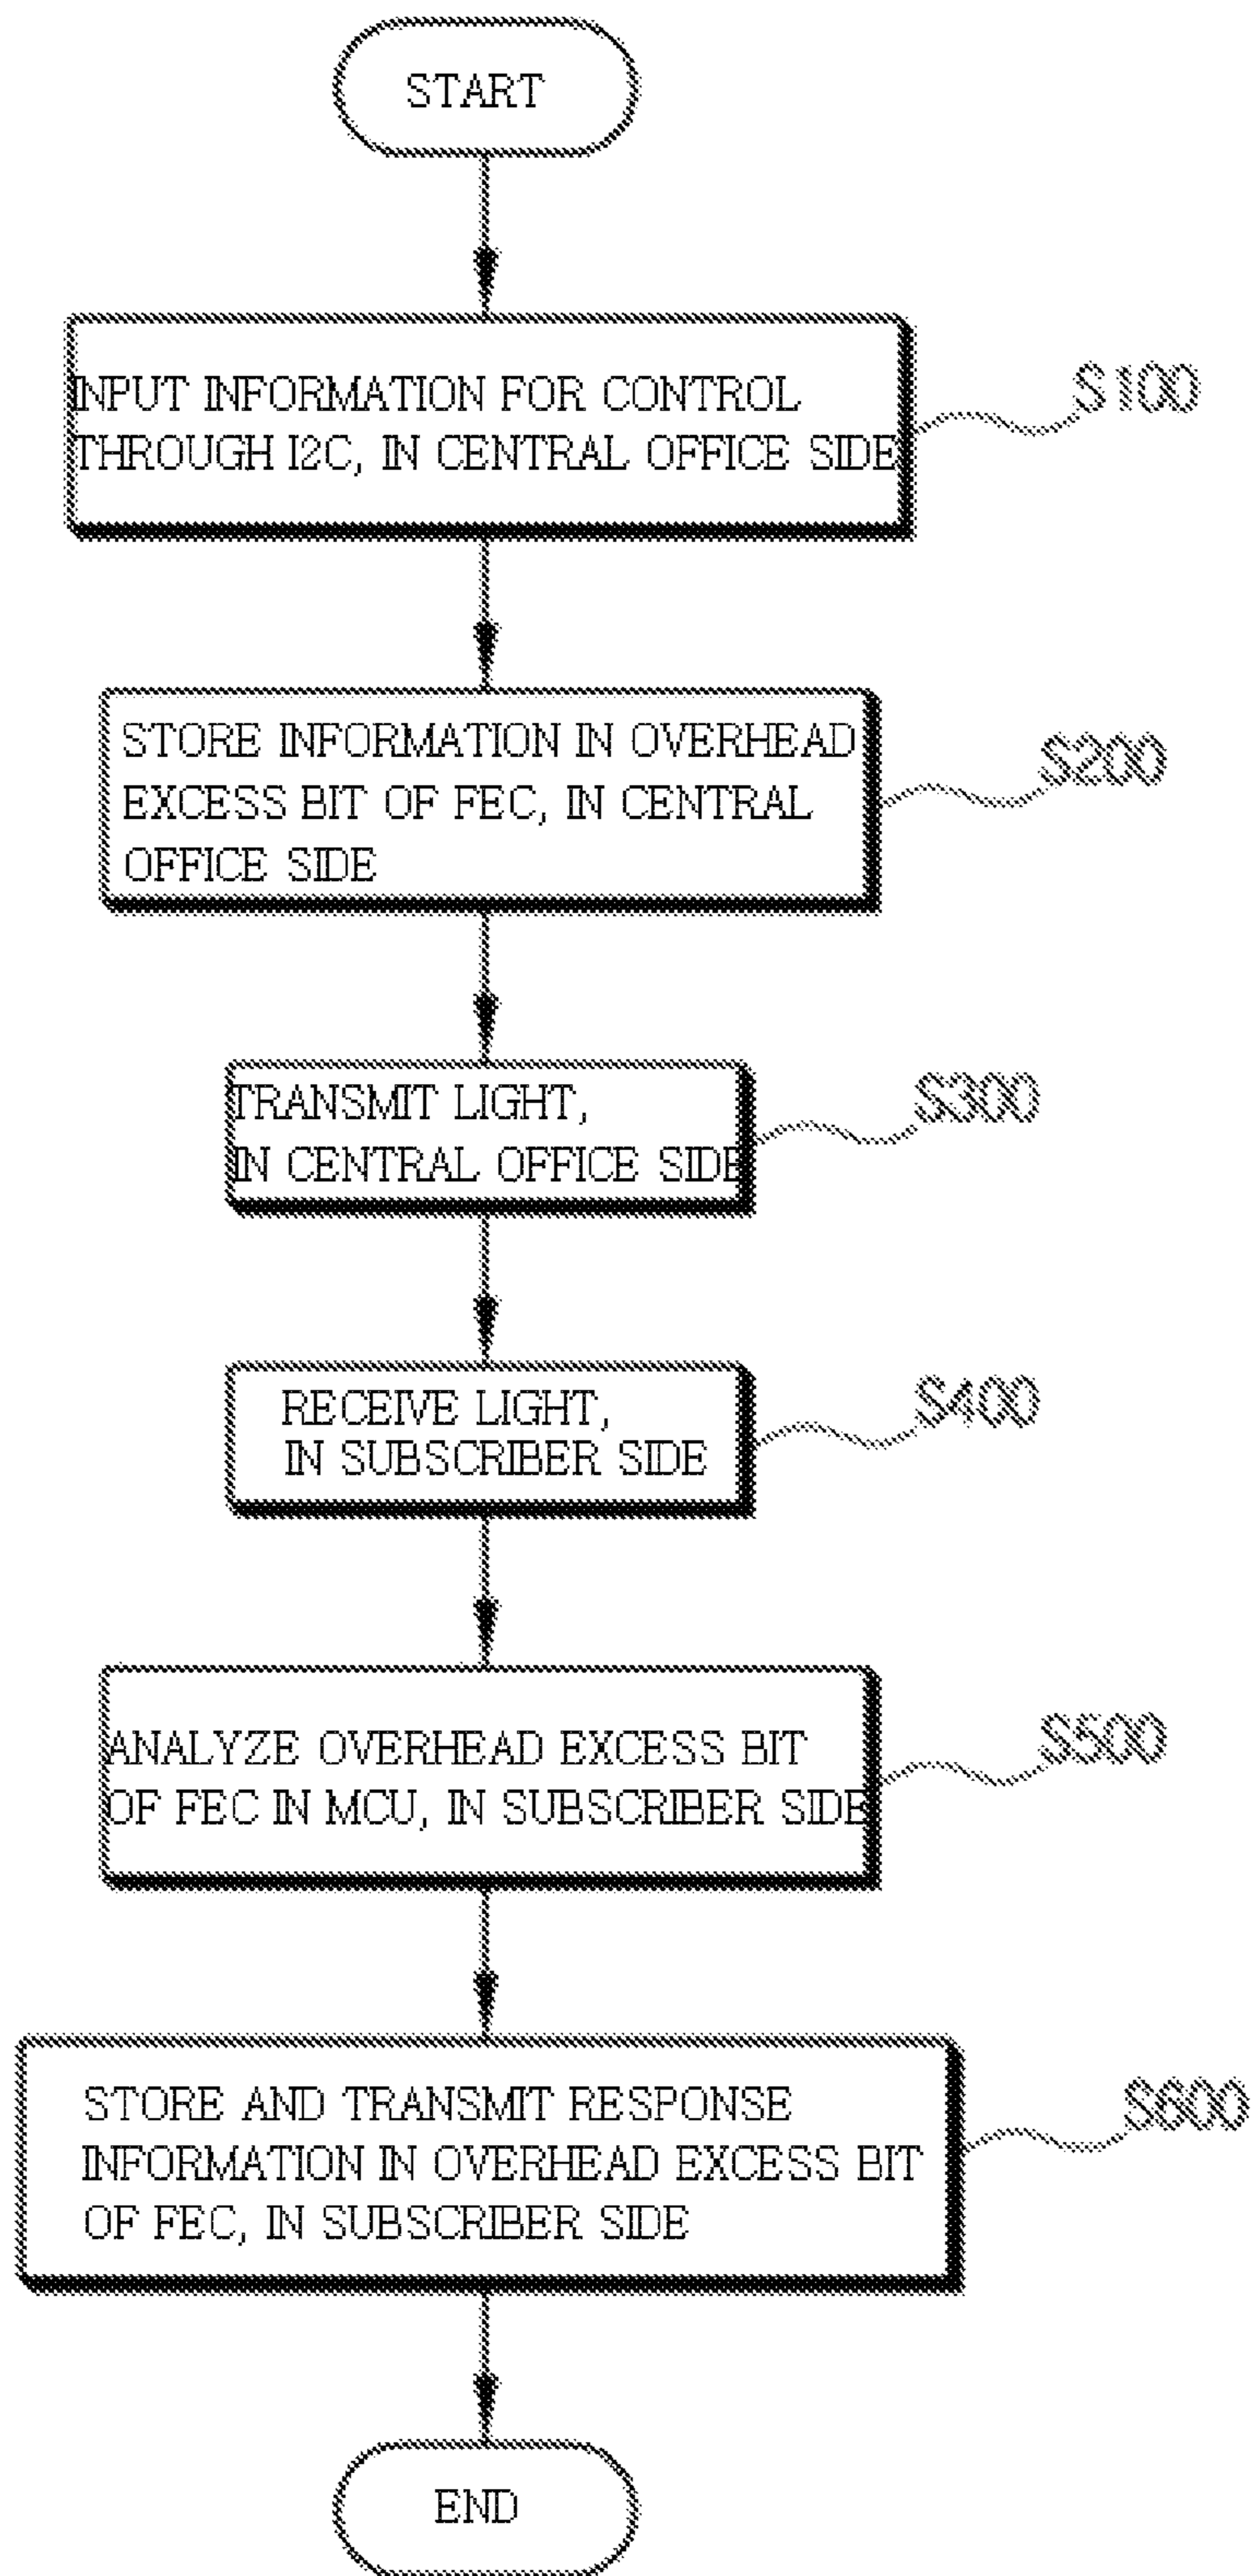 START
INPUT INFORMATION FOR CONTROL
THROUGH I2C, IN CENTRAL OFFICE SIDE
S100
STORE INFORMATION IN OVERHEAD
EXCESS BIT OF FEC, IN CENTRAL
OFFICE SIDE
S200
TRANSMIT LIGHT,
IN CENTRAL OFFICE SIDE
S300
RECEIVE LIGHT,
IN SUBSCRIBER SIDE
S400
ANALYZE OVERHEAD EXCESS BIT
OF FEC IN MCU, IN SUBSCRIBER SIDE
S500
STORE AND TRANSMIT RESPONSE
INFORMATION IN OVERHEAD EXCESS BIT
OF FEC, IN SUBSCRIBER SIDE
S600
END